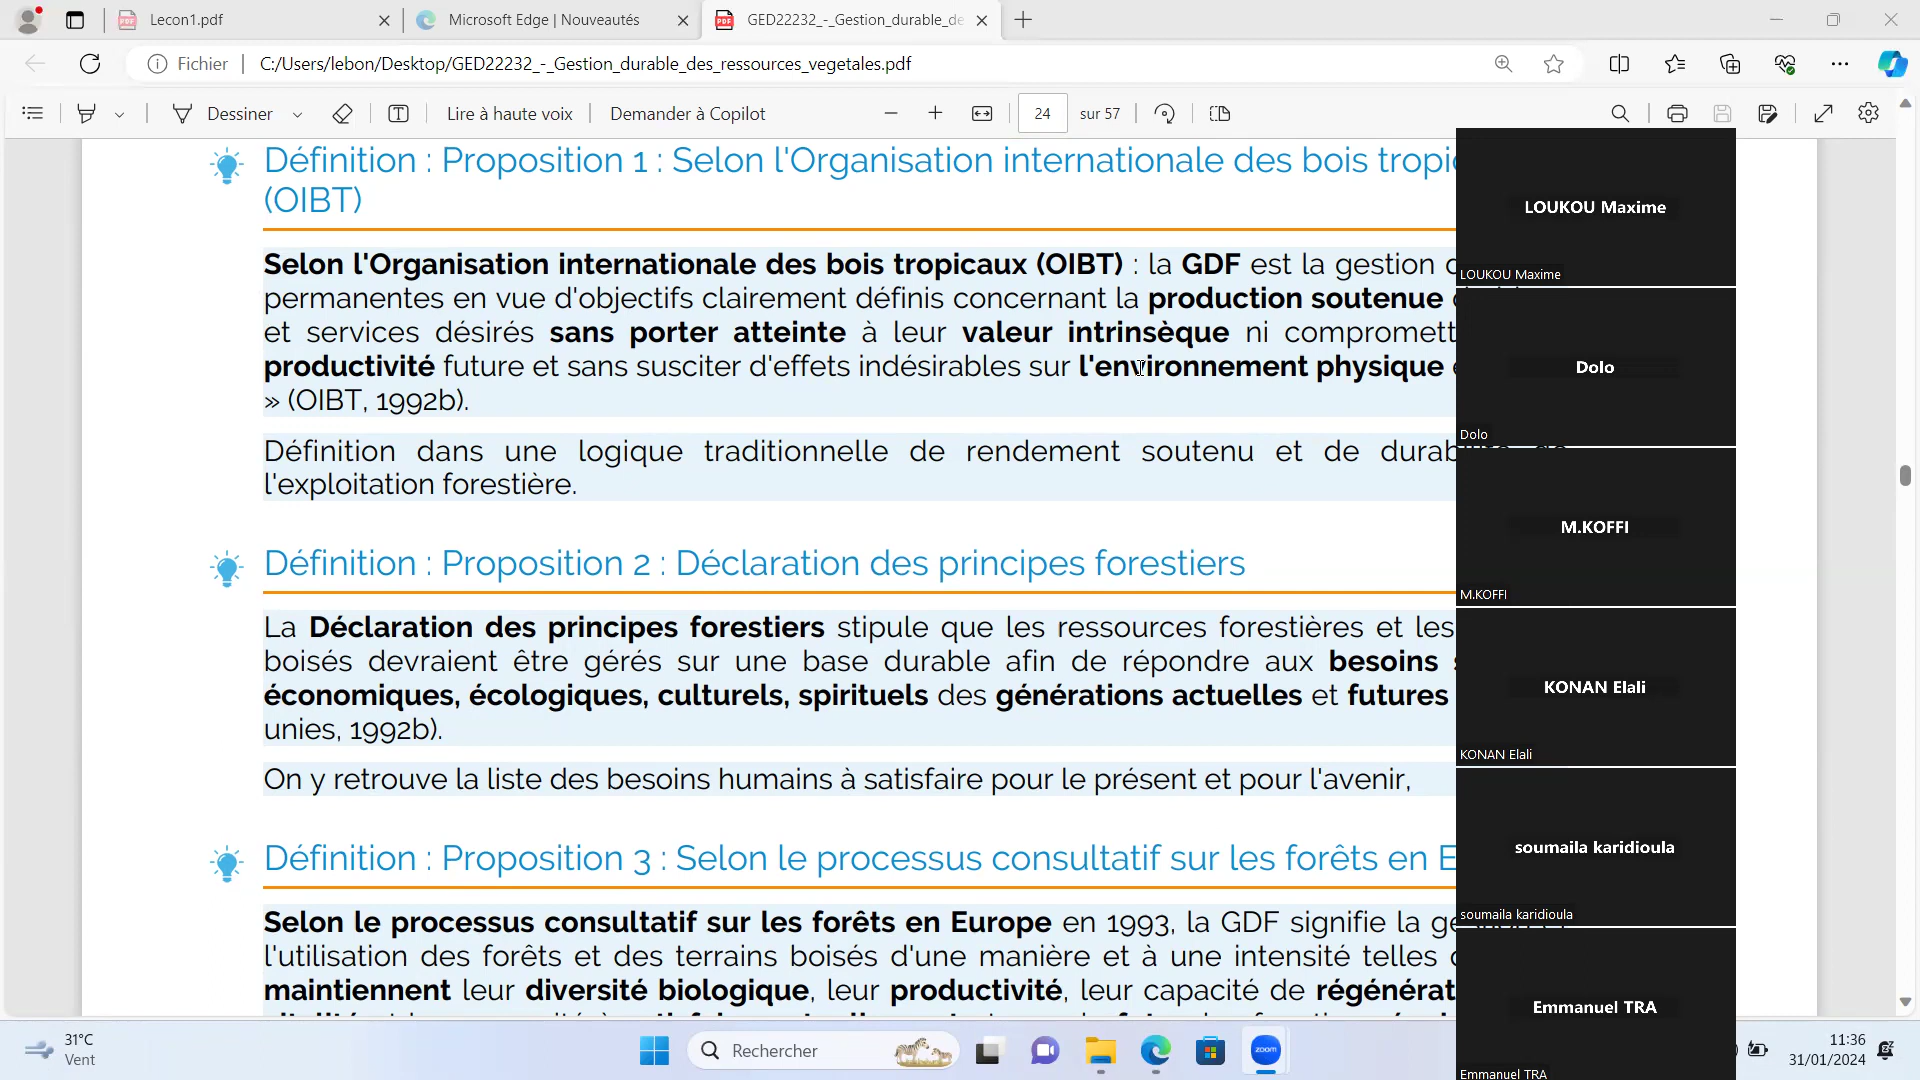 Lecon1.pdf
Microsoft Edge | Nouveautés
GED22232_-_Gestion_durable_de
Fichier
C:/Users/lebon/Desktop/GED22232_-_Gestion_durable_des_ressources_vegetales.pdf
Dessiner
Lire à haute voix
Demander à Copilot
24 sur 57
Définition : Proposition 1 : Selon l'Organisation internationale des bois
(OIBT)
Selon l'Organisation internationale des bois tropicaux (OIBT) : la GDF est la gestion
permanentes en vue d'objectifs clairement définis concernant la production soutenue
et services désirés sans porter atteinte à leur valeur intrinsèque ni
productivité future et sans susciter d'effets indésirables sur l'environnement physique
» (OIBT, 1992b).
Définition dans une logique traditionnelle de rendement soutenu et de
l'exploitation forestière.
Définition : Proposition 2 : Déclaration des principes forestiers
La Déclaration des principes forestiers stipule que les ressources forestières et les
boisés devraient être gérés sur une base durable afin de répondre aux besoins
économiques, écologiques, culturels, spirituels des générations actuelles et futures
unies, 1992b).
On y retrouve la liste des besoins humains à satisfaire pour le présent et pour l'avenir,
Définition : Proposition 3 : Selon le processus consultatif sur les forêts en
Selon le processus consultatif sur les forêts en Europe en 1993, la GDF signifie la
l'utilisation des forêts et des terrains boisés d'une manière et à une intensité telles
maintiennent leur diversité biologique, leur productivité, leur capacité de
LOUKOU Maxime
LOUKOU Maxime
Dolo
Dolo
M.KOFFI
M.KOFFI
KONAN Elali
KONAN Elali
soumaila karidioula
soumaila karidioula
Emmanuel TRA
Emmanuel TRA
31°C
Vent
Rechercher
zoom
11:36
31/01/2024